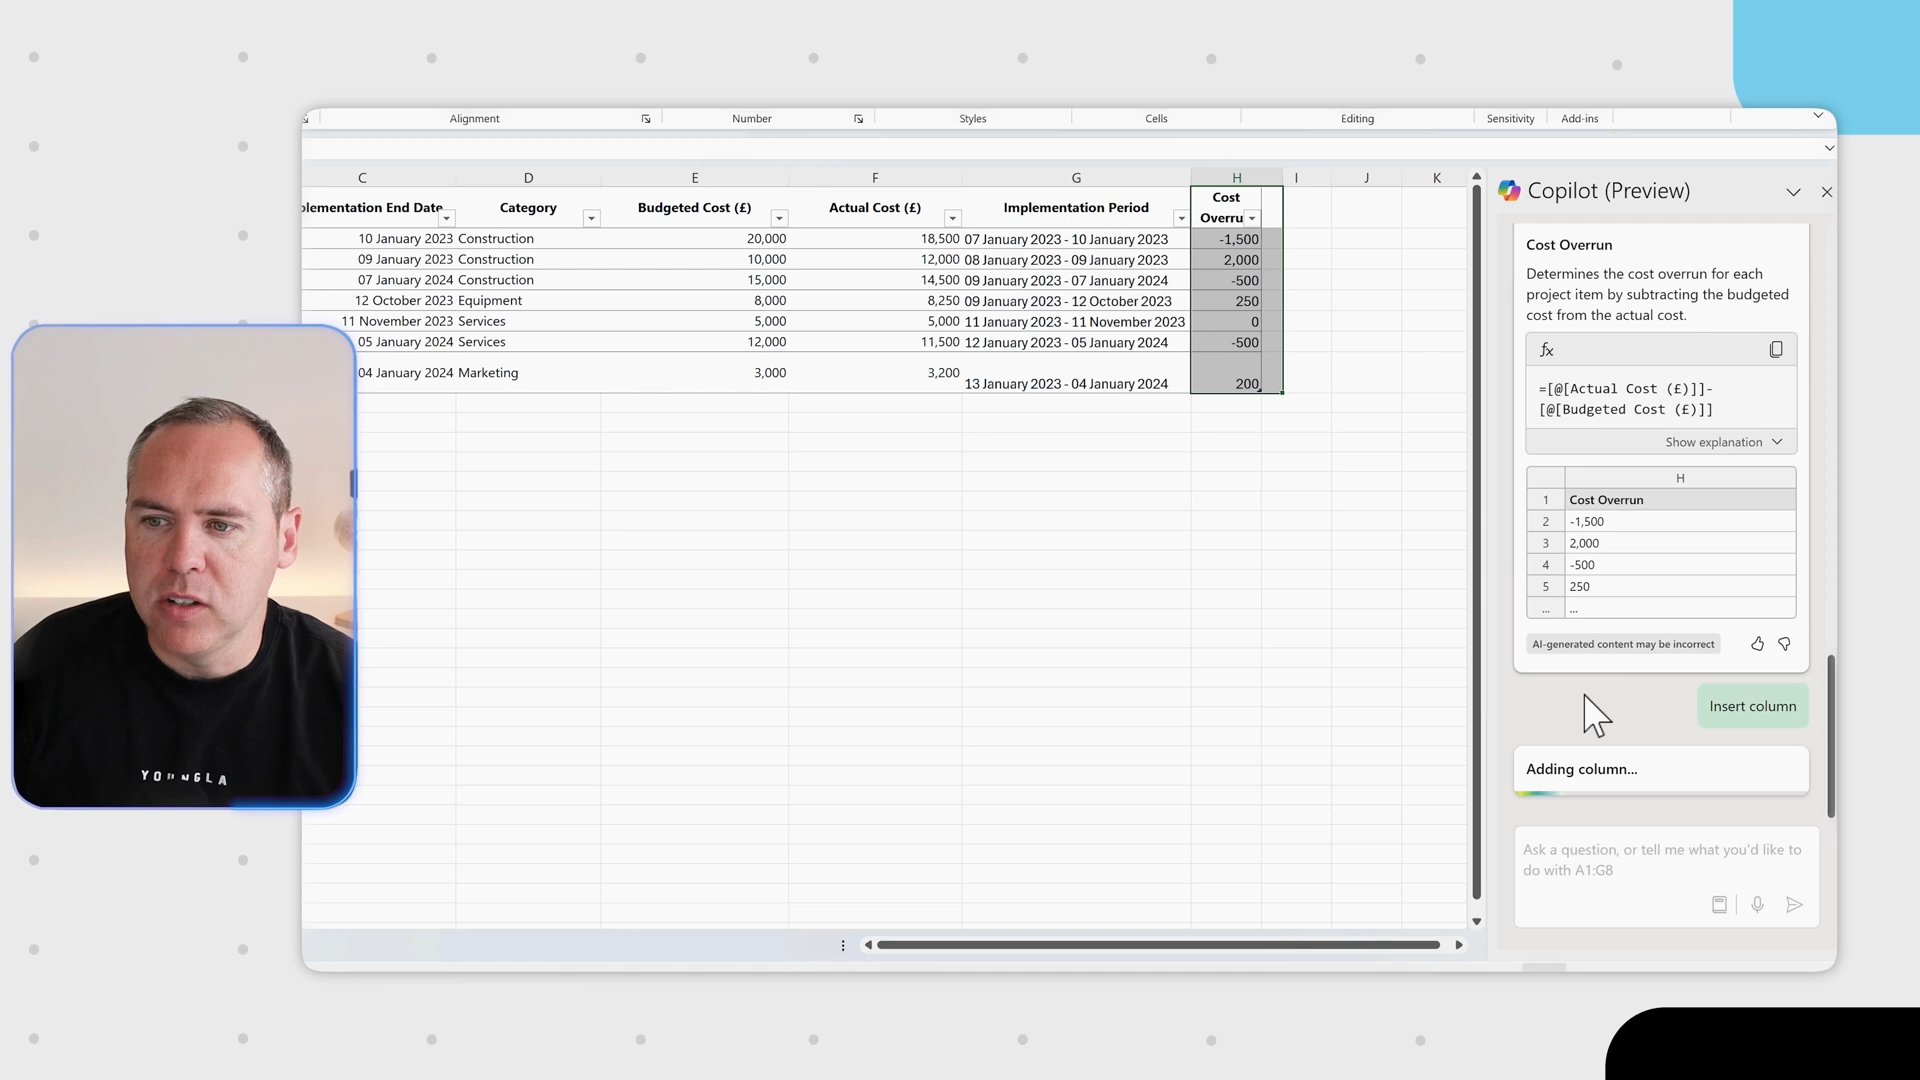 Alignment Number Styles Cells Editing Sensitivity Add-ins
C D E F G H I J K
plementation End Date Category Budgeted Cost (£) Actual Cost (£) Implementation Period Cost
Overru
10 January 2023 Construction 20,000 18,500 07 January 2023 - 10 January 2023 -1,500
09 January 2023 Construction 10,000 12,000 08 January 2023 - 09 January 2023 2,000
07 January 2024 Construction 15,000 14,500 09 January 2023 - 07 January 2024 -500
12 October 2023 Equipment 8,000 8,250 09 January 2023 - 12 October 2023 250
11 November 2023 Services 5,000 5,000 11 January 2023 - 11 November 2023 0
05 January 2024 Services 12,000 11,500 12 January 2023 - 05 January 2024 -500
04 January 2024 Marketing 3,000 3,200 13 January 2023 - 04 January 2024 200
Copilot (Preview)
Cost Overrun
Determines the cost overrun for each
project item by subtracting the budgeted
cost from the actual cost.
fx
=[@[Actual Cost (£)]]-
[@[Budgeted Cost (£)]]
Show explanation
H
1 Cost Overrun
2 -1,500
3 2,000
4 -500
5 250
... ...
AI-generated content may be incorrect
Insert column
Adding column...
Ask a question, or tell me what you'd like to
do with A1:G8
YOUNGLA